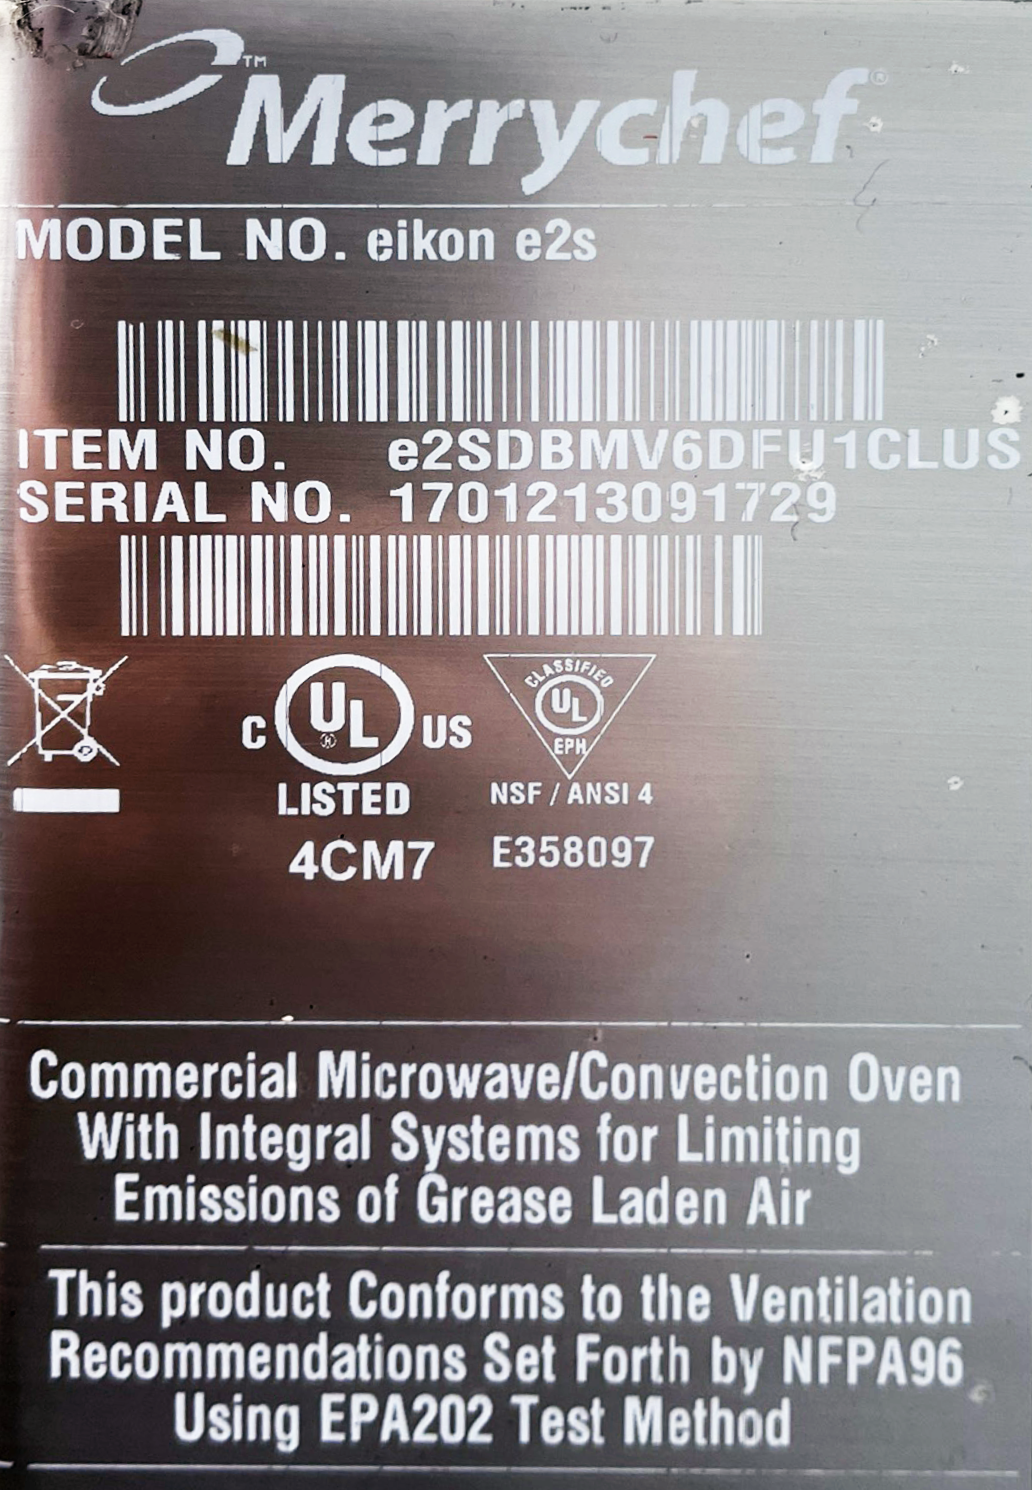 ™Merrychef®
MODEL NO. eikon e2s
ITEM NO. e2SDBMV6DFU1CLUS
SERIAL NO. 1701213091729
CLASSIFIED
C UL ® US
UL
EPH
LISTED
NSF / ANSI 4
4CM7
E358097
Commercial Microwave/Convection Oven
With Integral Systems for Limiting
Emissions of Grease Laden Air
This product Conforms to the Ventilation
Recommendations Set Forth by NFPA96
Using EPA202 Test Method